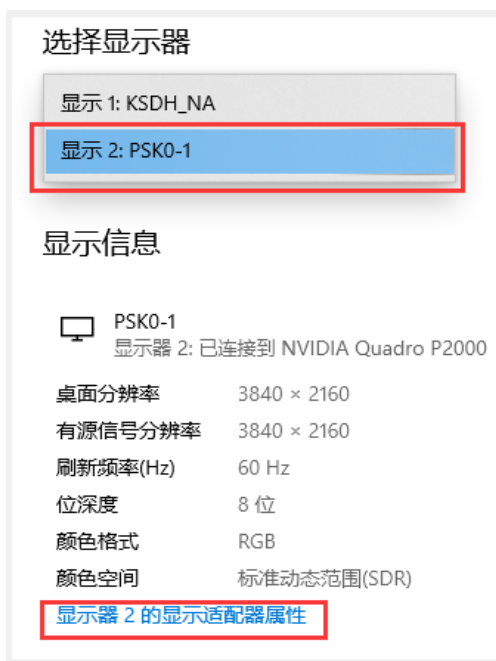 选择显示器
显示 1: KSDH_NA
显示 2: PSK0-1
显示信息
PSK0-1
显示器 2: 已连接到 NVIDIA Quadro P2000
桌面分辨率 3840 × 2160
有源信号分辨率 3840 × 2160
刷新频率(Hz) 60 Hz
位深度 8 位
颜色格式 RGB
颜色空间 标准动态范围(SDR)
显示器 2 的显示适配器属性